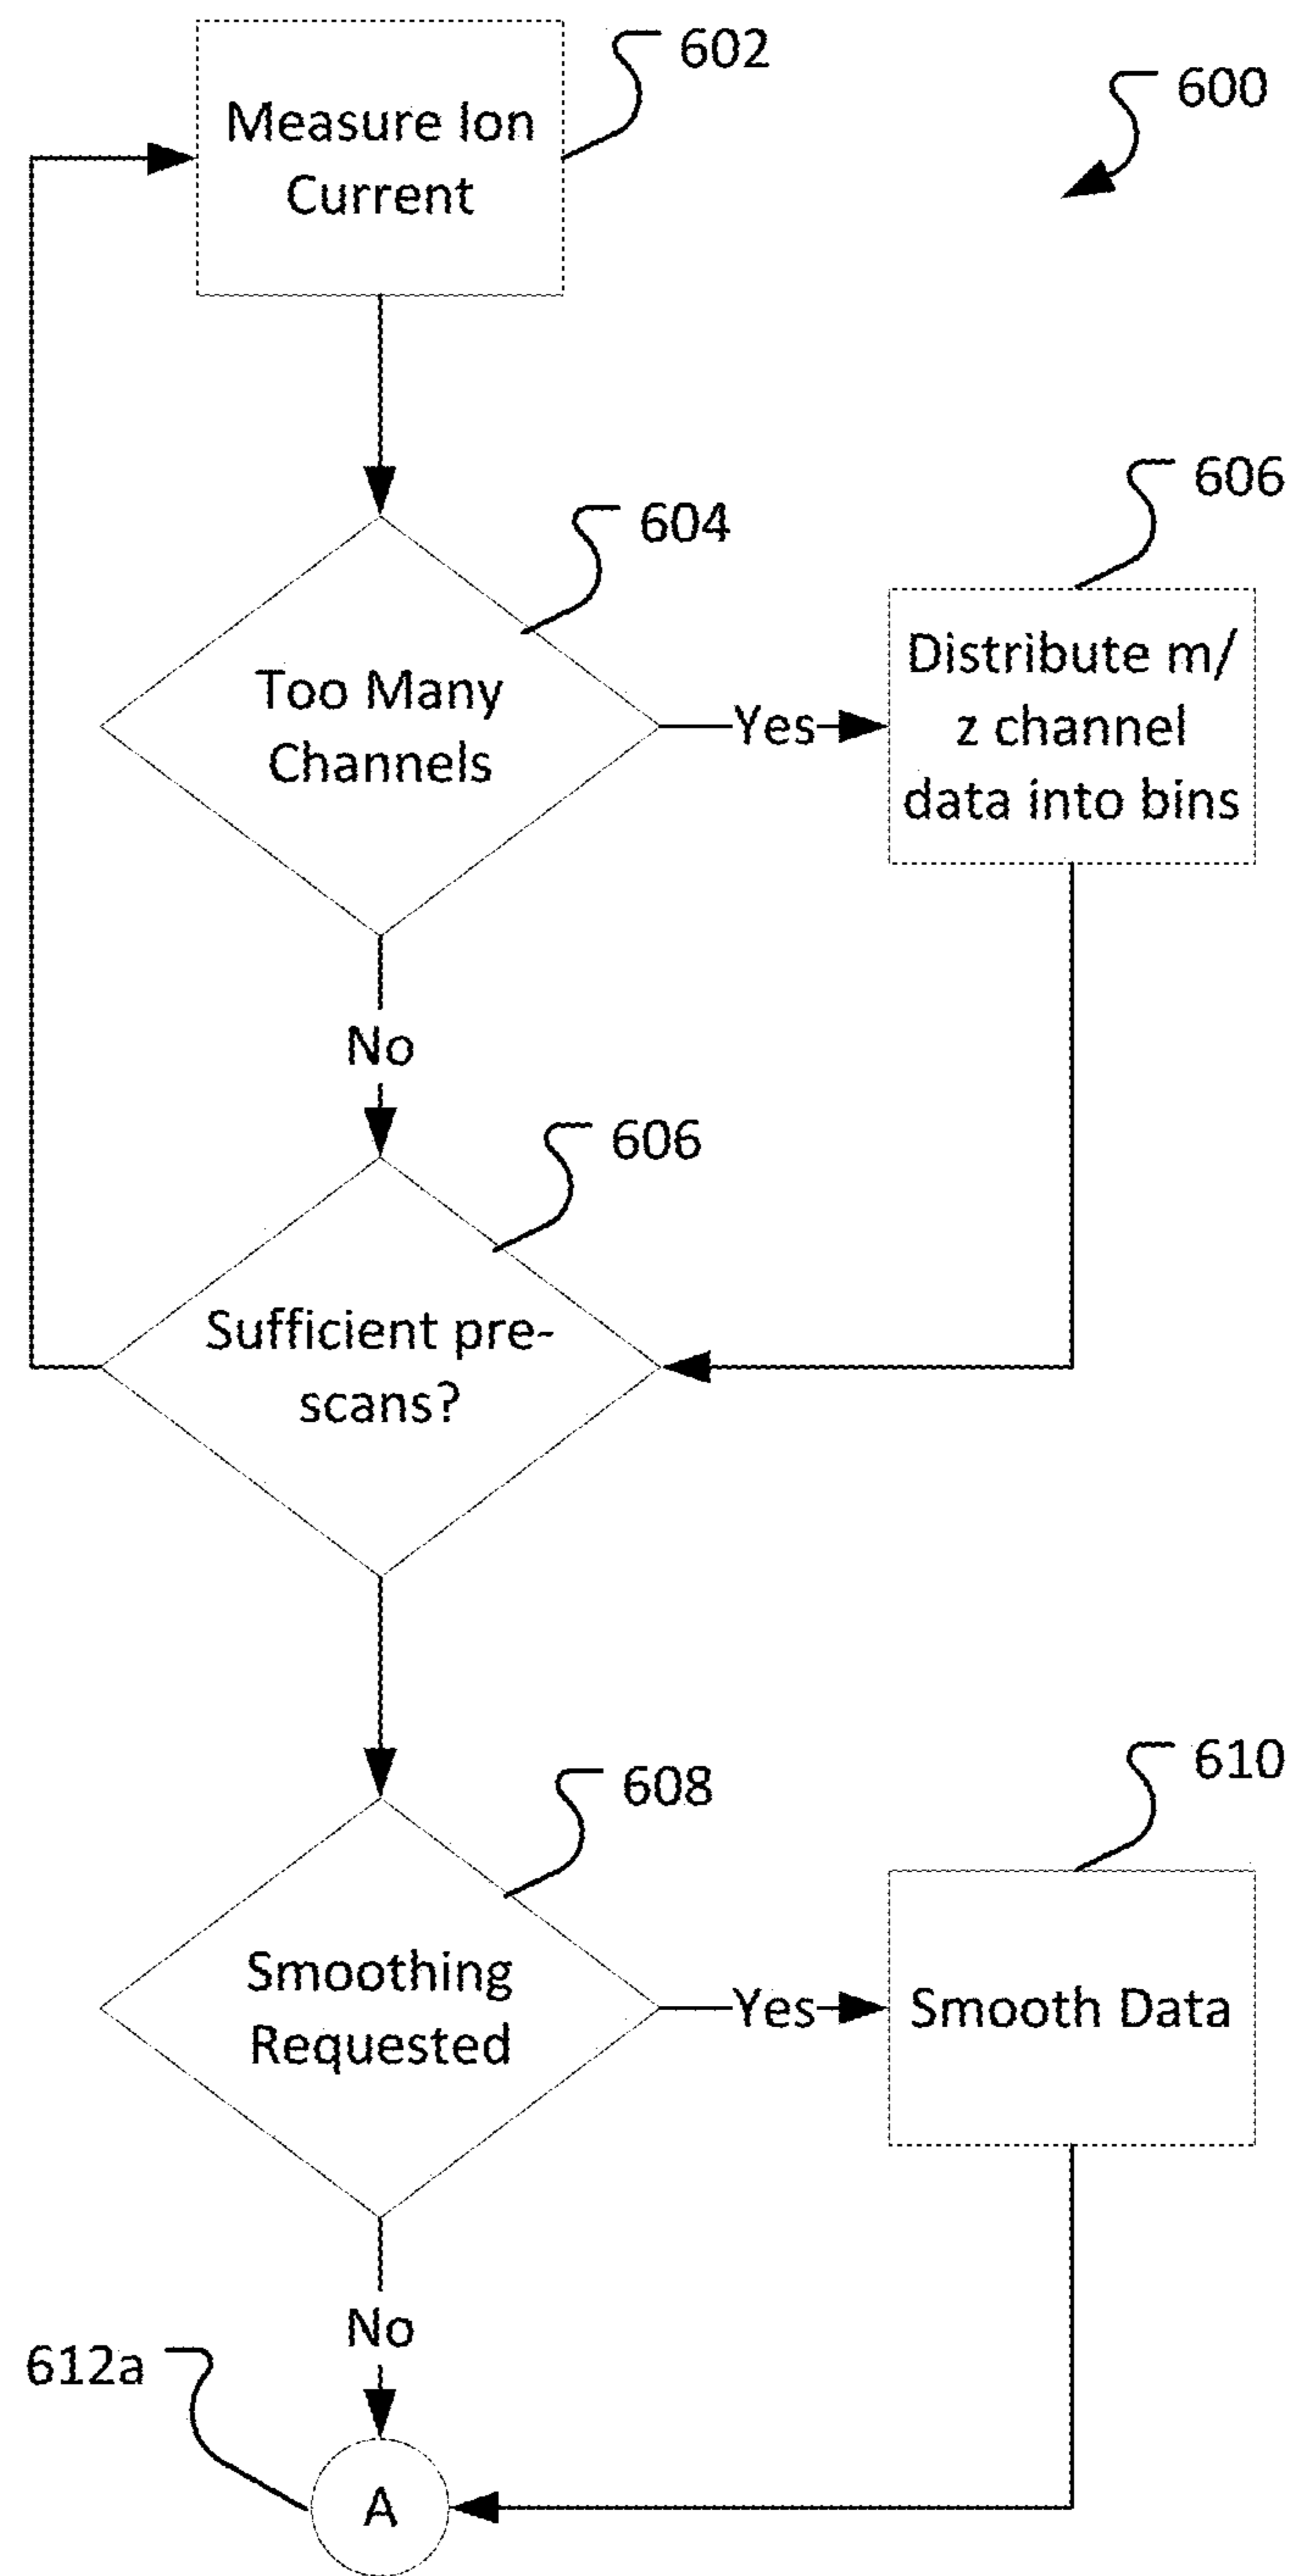 602
600
Measure Ion
Current
604
606
Too Many
Channels
Yes
Distribute m/
z channel
data into bins
No
606
Sufficient pre-
scans?
608
610
Smoothing
Requested
Yes
Smooth Data
No
612a
A